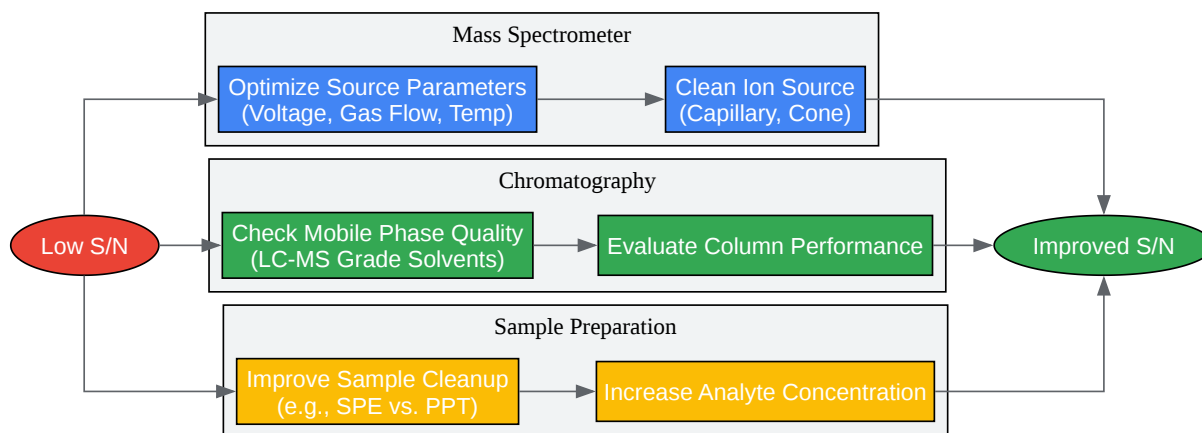 Mass Spectrometer
Optimize Source Parameters
(Voltage, Gas Flow, Temp)
Clean Ion Source
(Capillary, Cone)
Chromatography
Low S/N
Check Mobile Phase Quality
(LC-MS Grade Solvents)
Evaluate Column Performance
Improved S/N
Sample Preparation
Improve Sample Cleanup
(e.g., SPE vs. PPT)
Increase Analyte Concentration